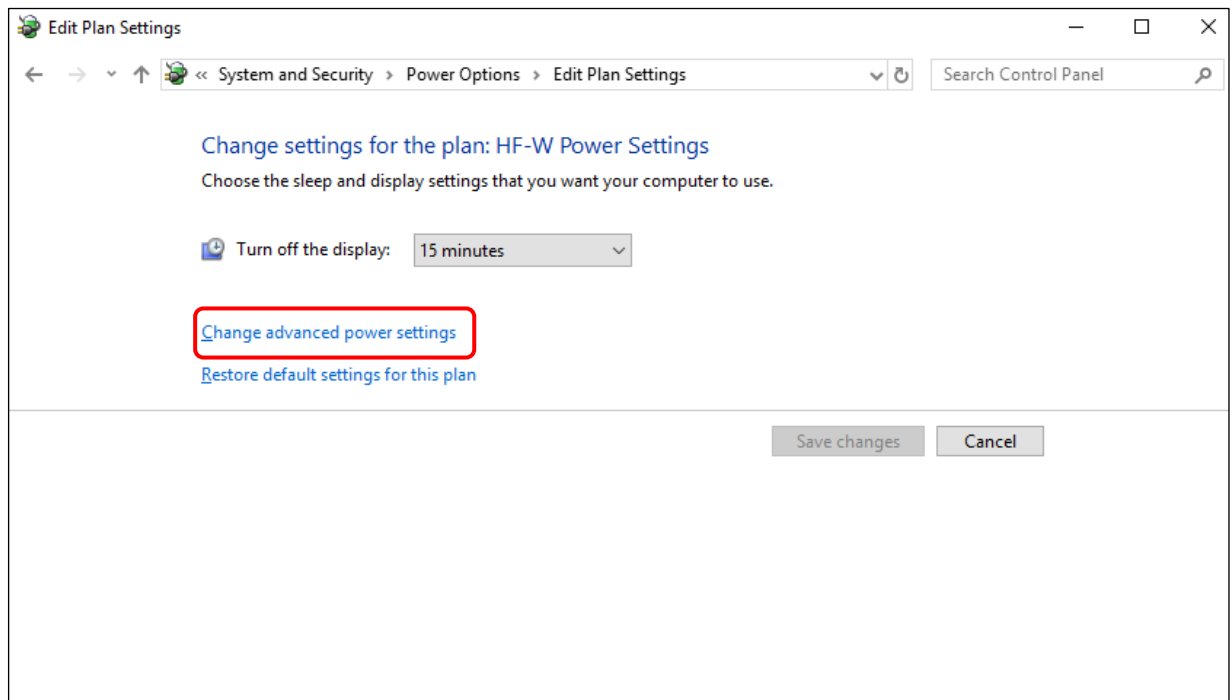 Edit Plan Settings
« System and Security > Power Options > Edit Plan Settings
Search Control Panel
Change settings for the plan: HF-W Power Settings
Choose the sleep and display settings that you want your computer to use.
Turn off the display: 15 minutes
Change advanced power settings
Restore default settings for this plan
Save changes Cancel